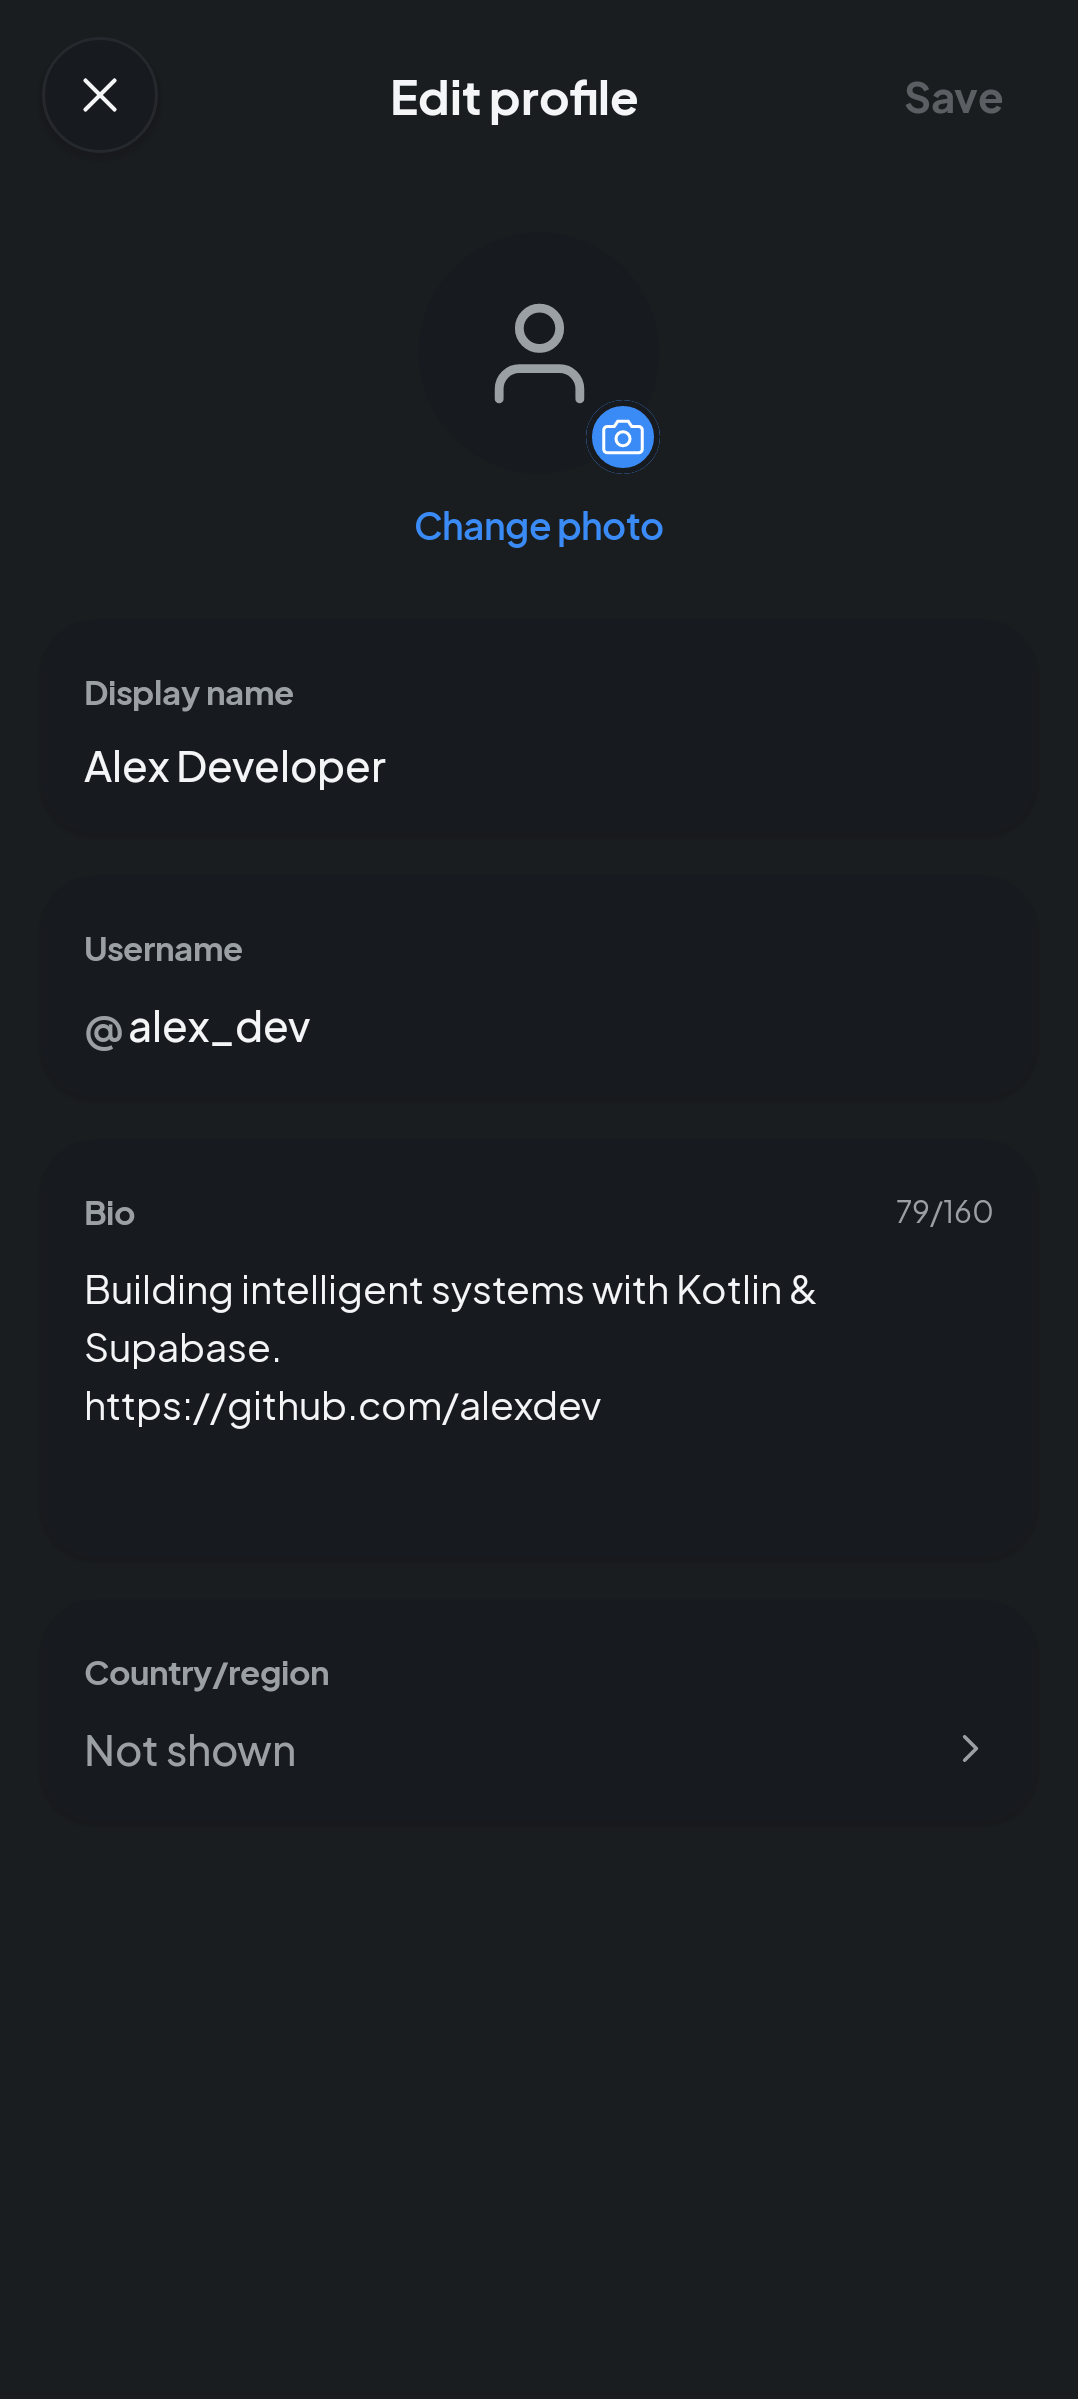 Edit profile
Save
Change photo
Display name
Alex Developer
Username
@alex_dev
Bio
79/160
Building intelligent systems with Kotlin &
Supabase.
https://github.com/alexdev
Country/region
Not shown